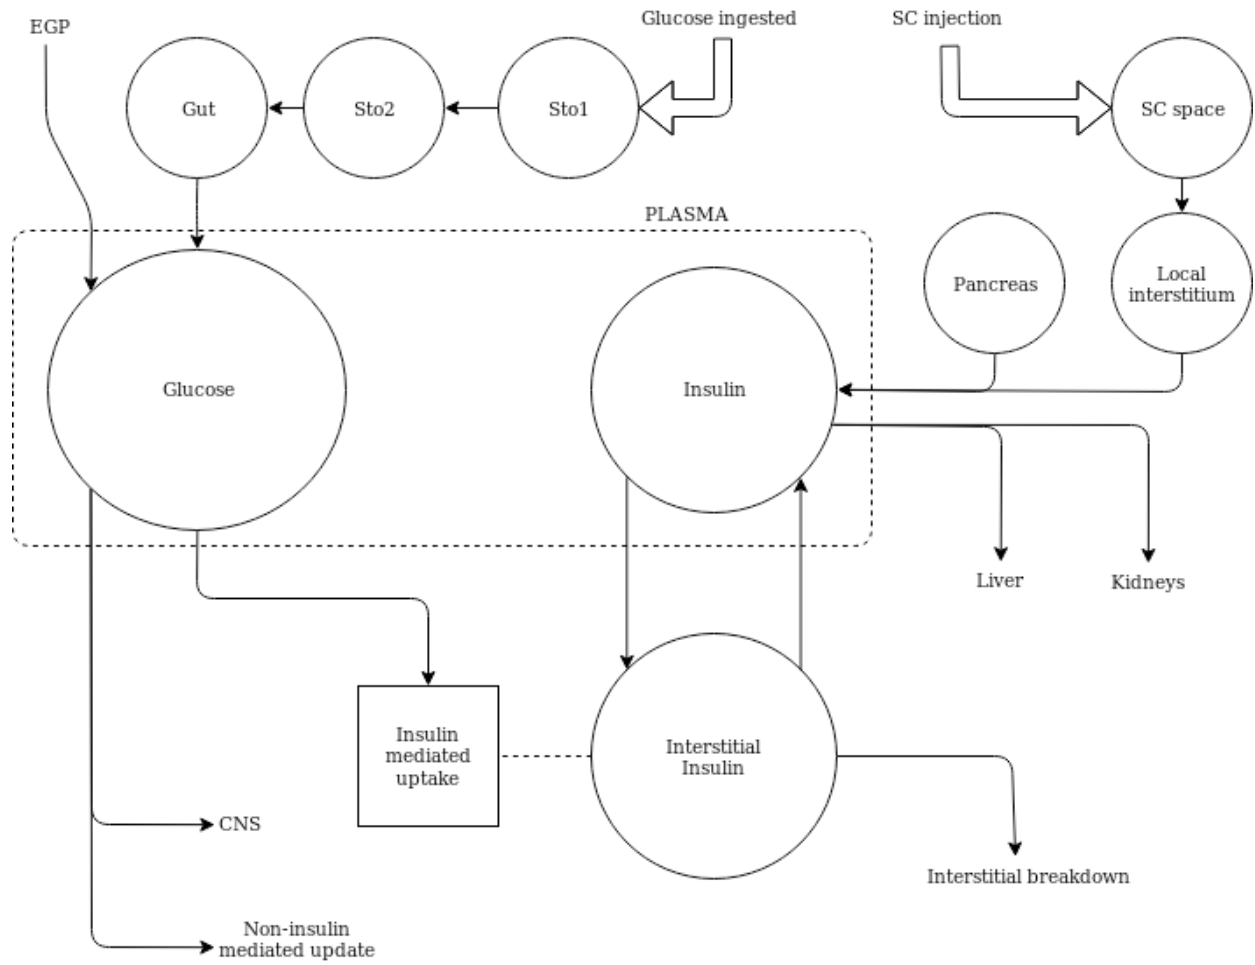 Glucose ingested
SC injection
EGP
Gut
Sto2
Sto1
SC space
PLASMA
Pancreas
Local
interstitium
Glucose
Insulin
Liver
Kidneys
Insulin
mediated
uptake
Interstitial
Insulin
CNS
Interstitial breakdown
Non-insulin
mediated update